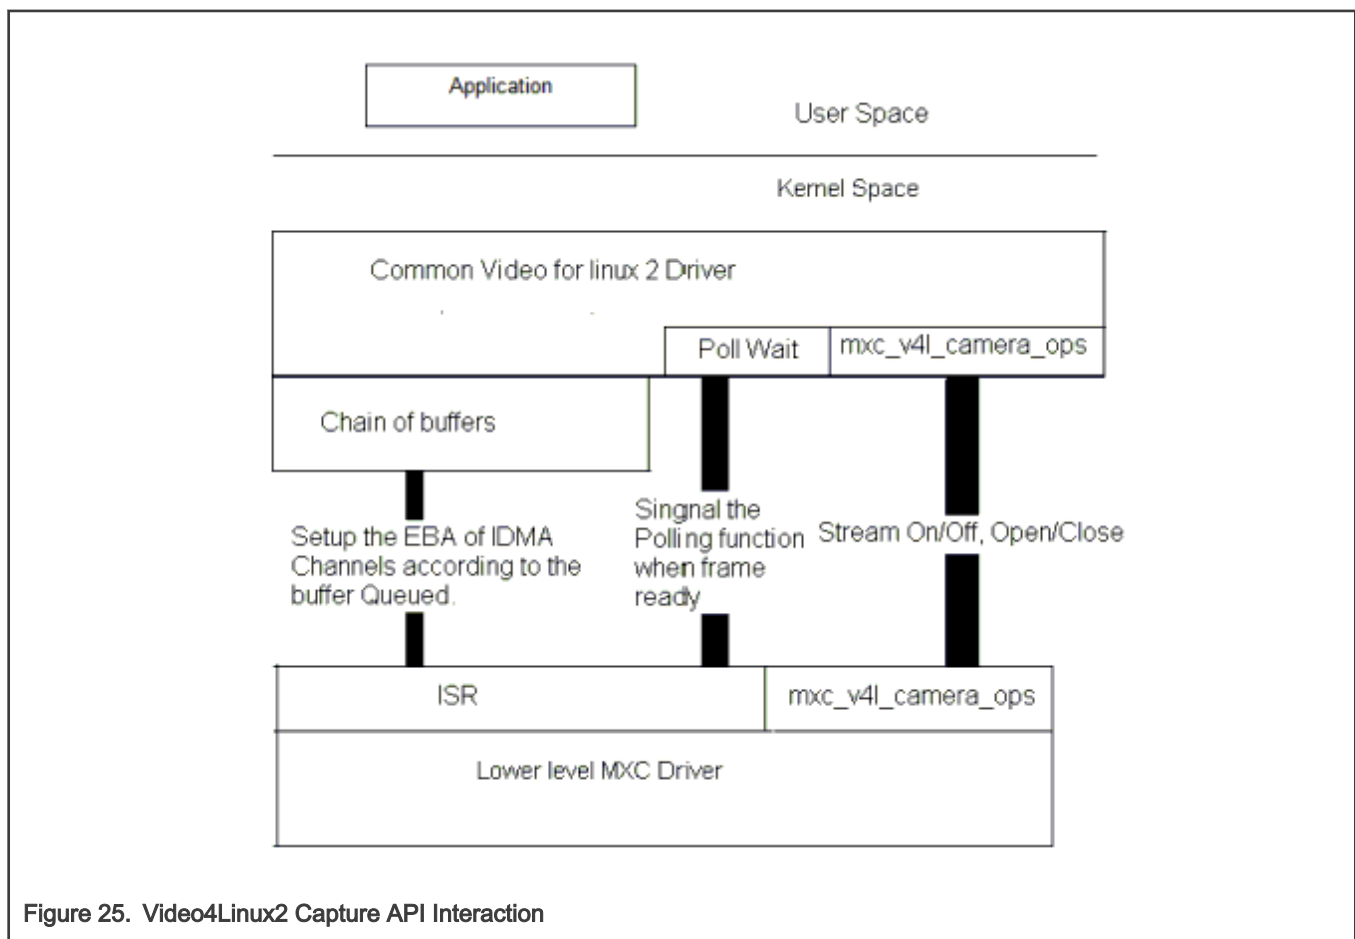 Application
User Space
Kernel Space
Common Video for linux 2 Driver
Poll Wait
mxc_v4l_camera_ops
Chain of buffers
Setup the EBA of IDMA
Channels according to the
buffer Queued.
Singnal the
Polling function
when frame
ready
Stream On/Off, Open/Close
ISR
mxc_v4l_camera_ops
Lower level MXC Driver
Figure 25. Video4Linux2 Capture API Interaction